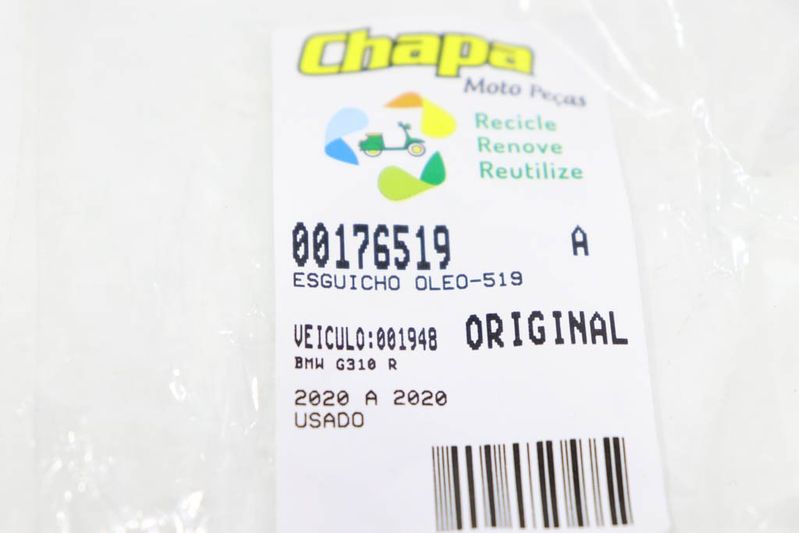 Chapa
Moto Peças
Recicle
Renove
Reutilize
00176519 A
ESGUICHO OLEO-519
VEICULO:001948 ORIGINAL
BMW G310 R
2020 A 2020
USADO